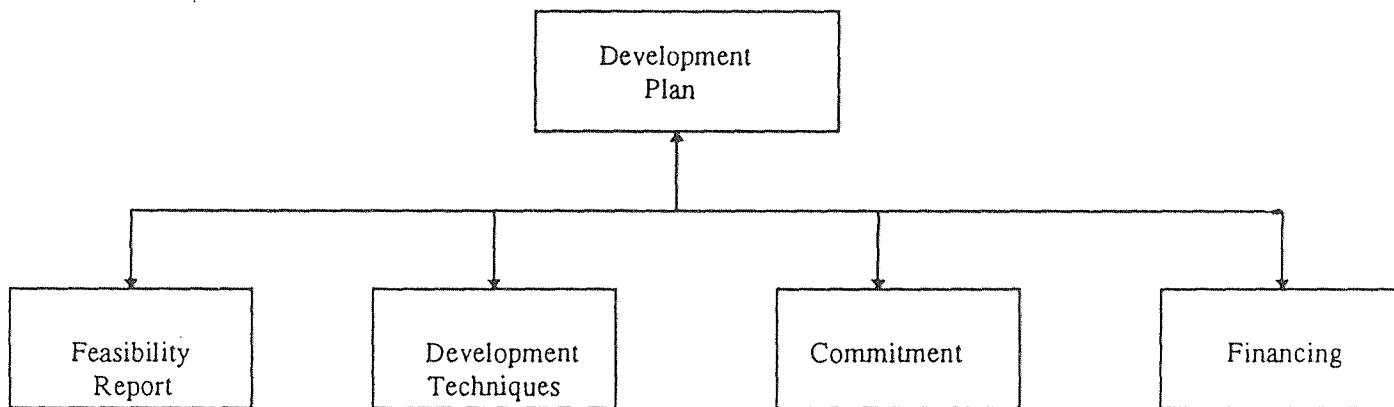 Development
Plan
Feasibility
Report
Development
Techniques
Commitment
Financing